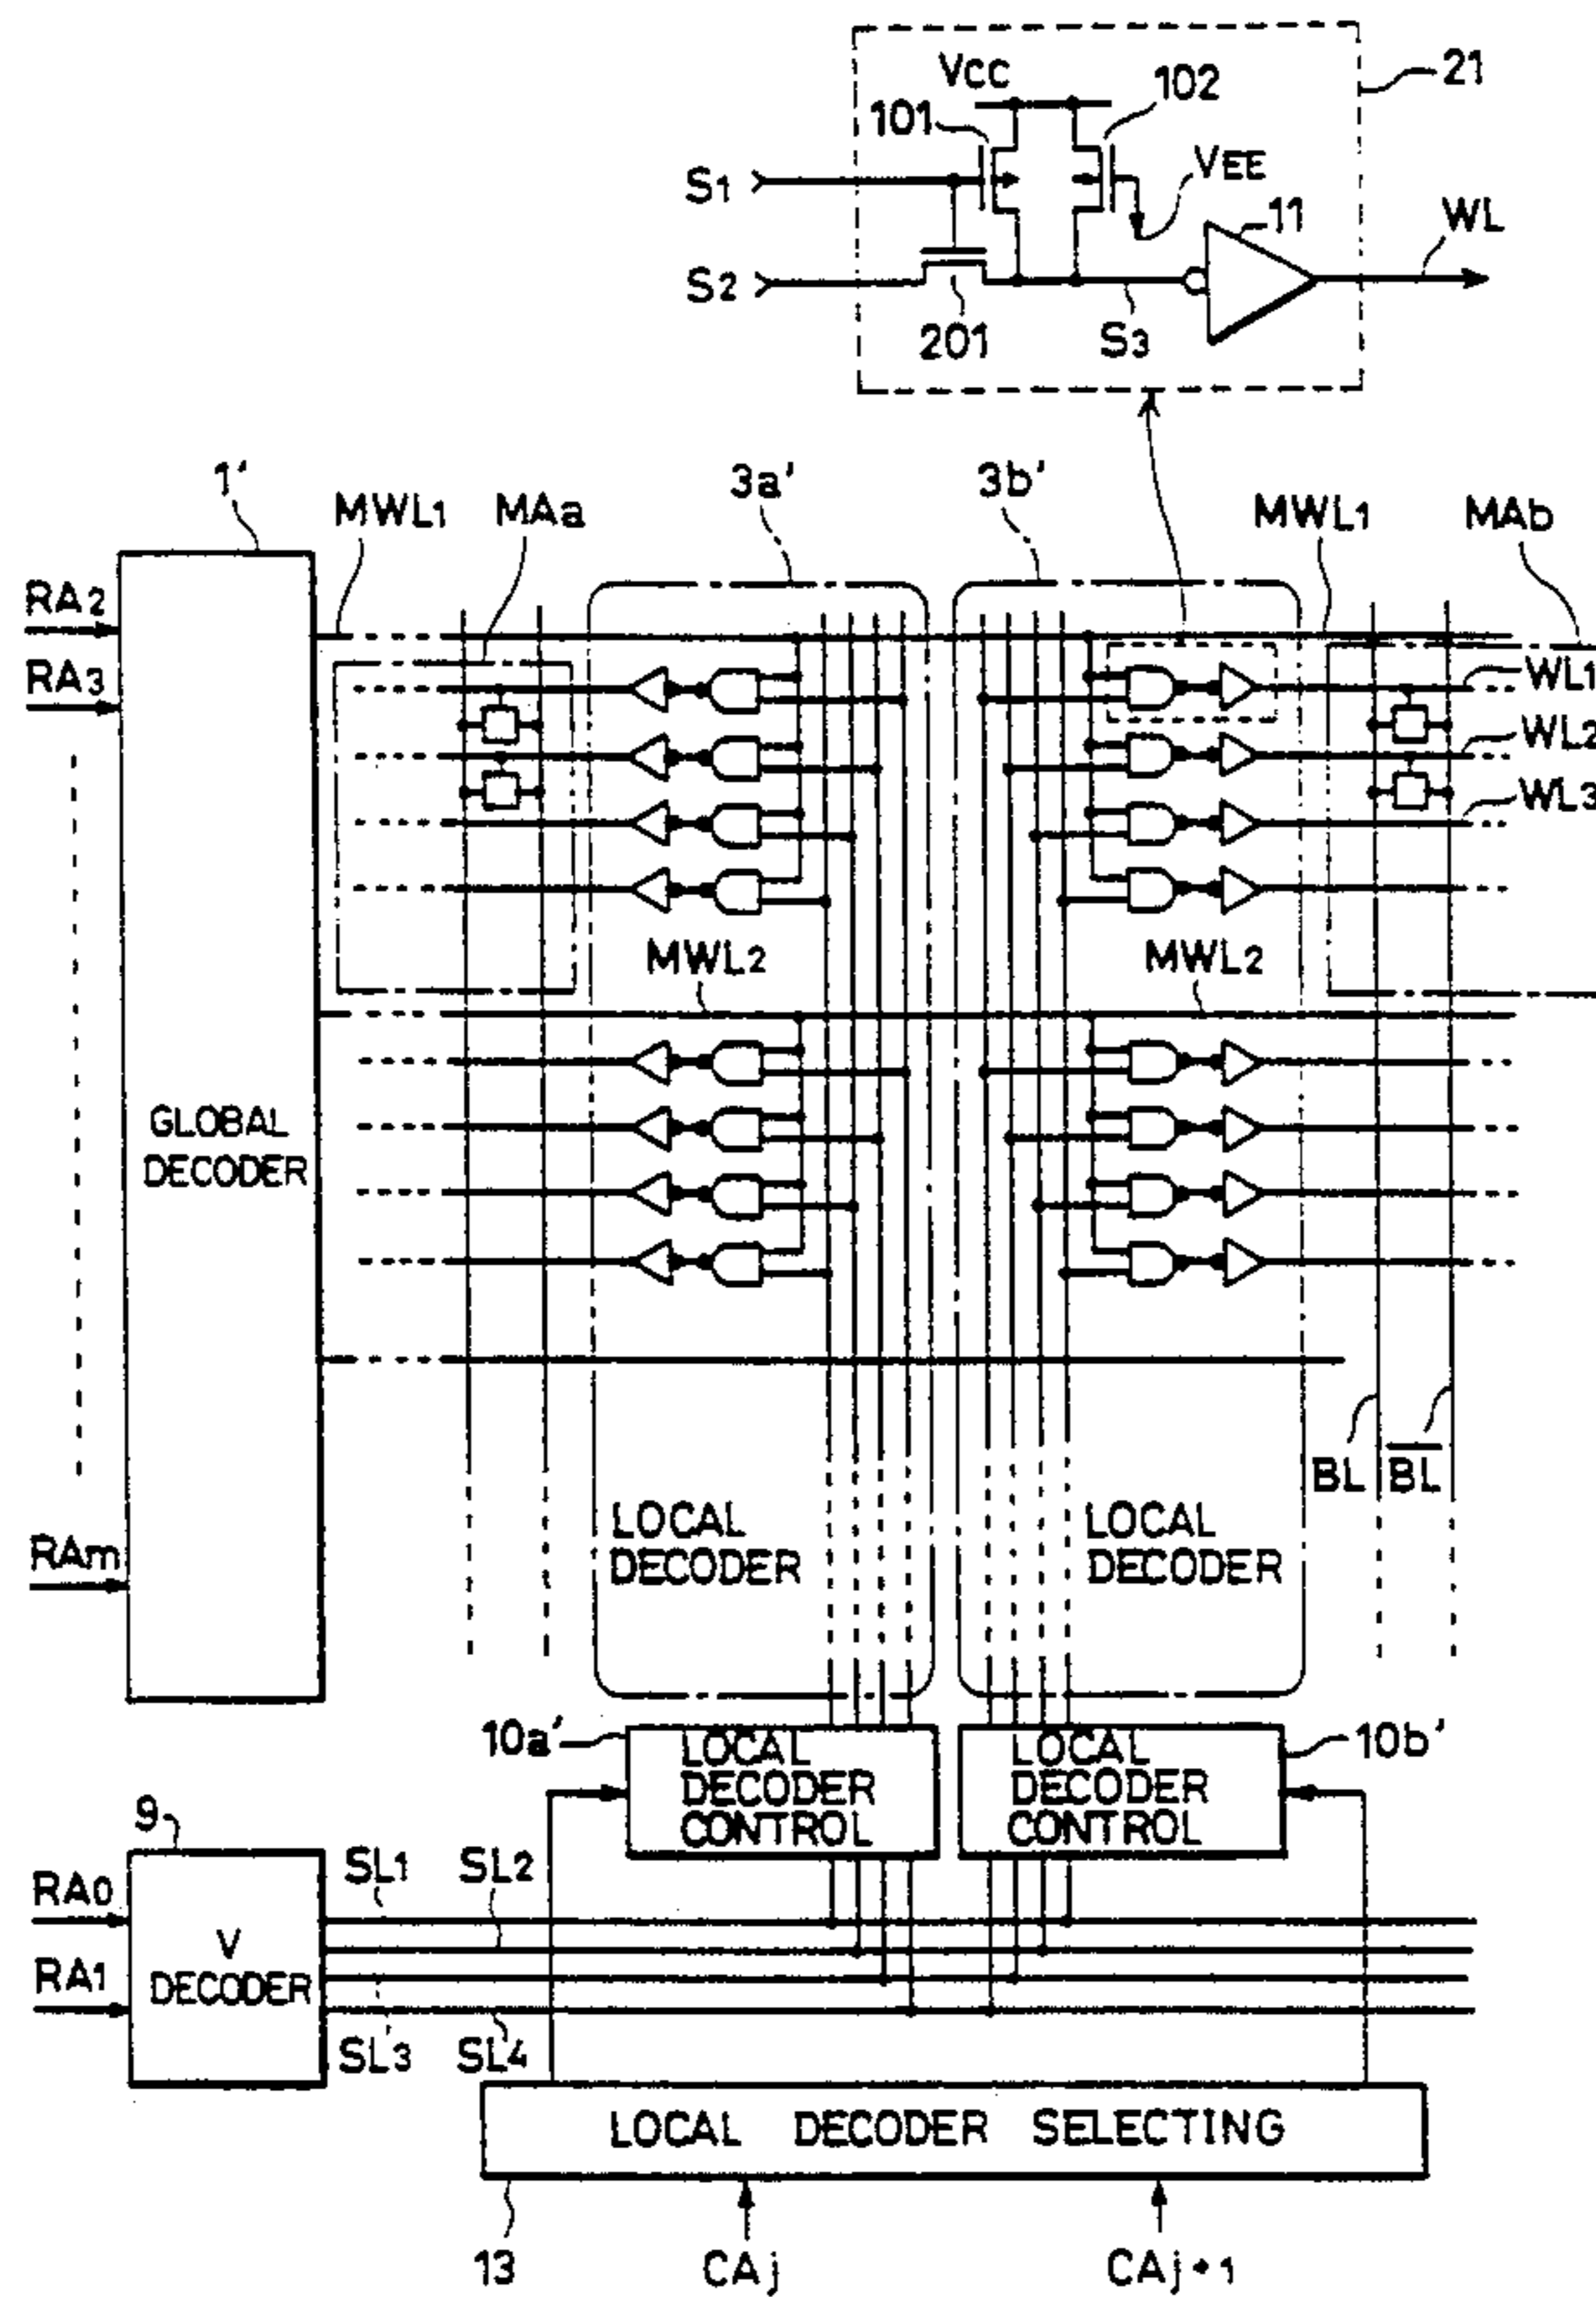 VCC
101
102
21
S1
VEE
11
WL
S2
201
S3
1'
MWL1
MAa
3a'
3b'
MWL1
MAb
RA2
RA3
WL1
WL2
WL3
MWL2
MWL2
GLOBAL
DECODER
BL
BL
RAm
LOCAL
DECODER
LOCAL
DECODER
10a'
LOCAL
DECODER
CONTROL
LOCAL
DECODER
CONTROL
10b'
9
RA0
SL1
SL2
V
DECODER
RA1
SL3
SL4
LOCAL DECODER SELECTING
13
CAj
CAj+1